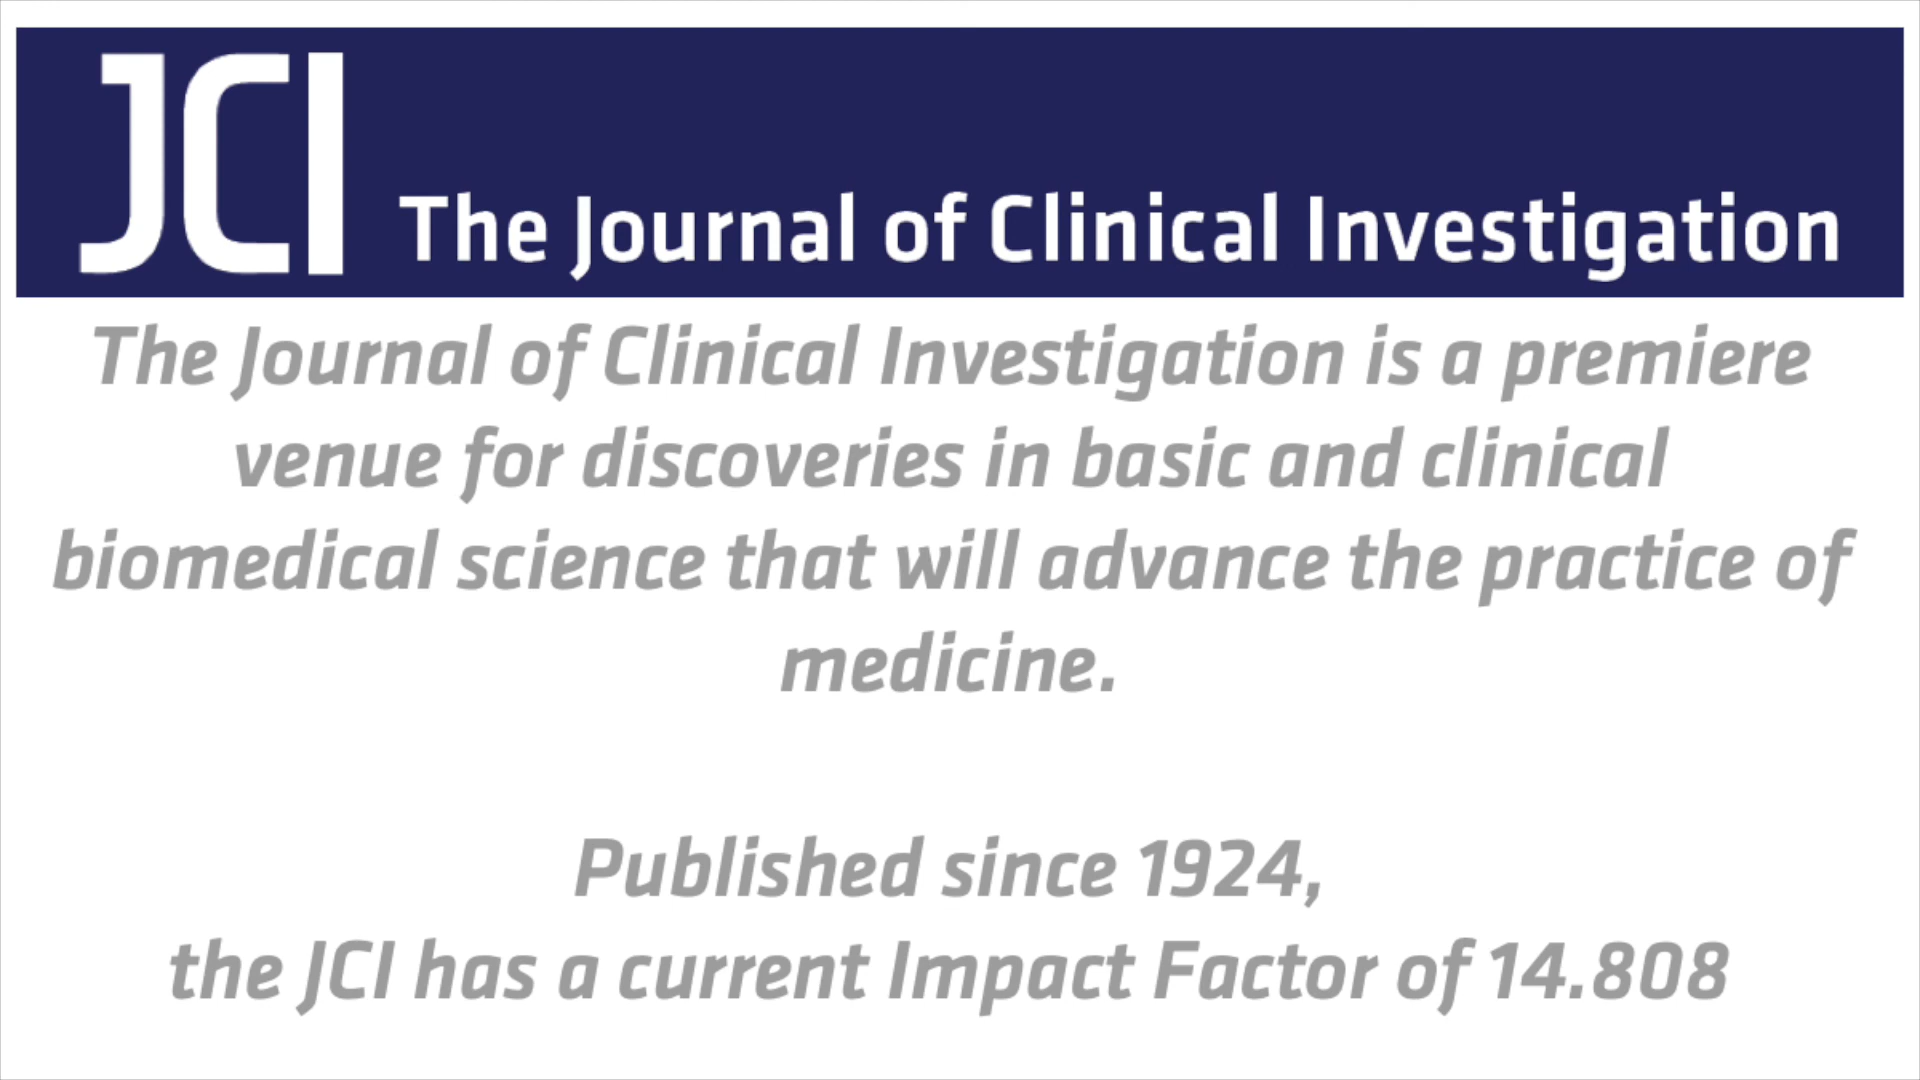 JCI The Journal of Clinical Investigation
The Journal of Clinical Investigation is a premiere
venue for discoveries in basic and clinical
biomedical science that will advance the practice of
medicine.
Published since 1924,
the JCI has a current Impact Factor of 14.808